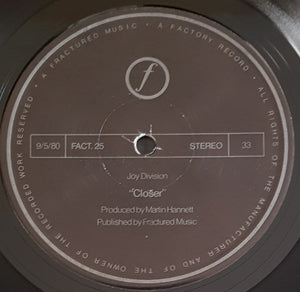 · A FRACTURED MUSIC · A FACTORY RECORD · ALL RIGHTS OF THE MANUFACTURER AND OF THE OWNER OF THE RECORDED WORK RESERVED
f
9/5/80 FACT. 25 STEREO 33
Joy Division
"Closer"
Produced by Martin Hannett
Published by Fractured Music